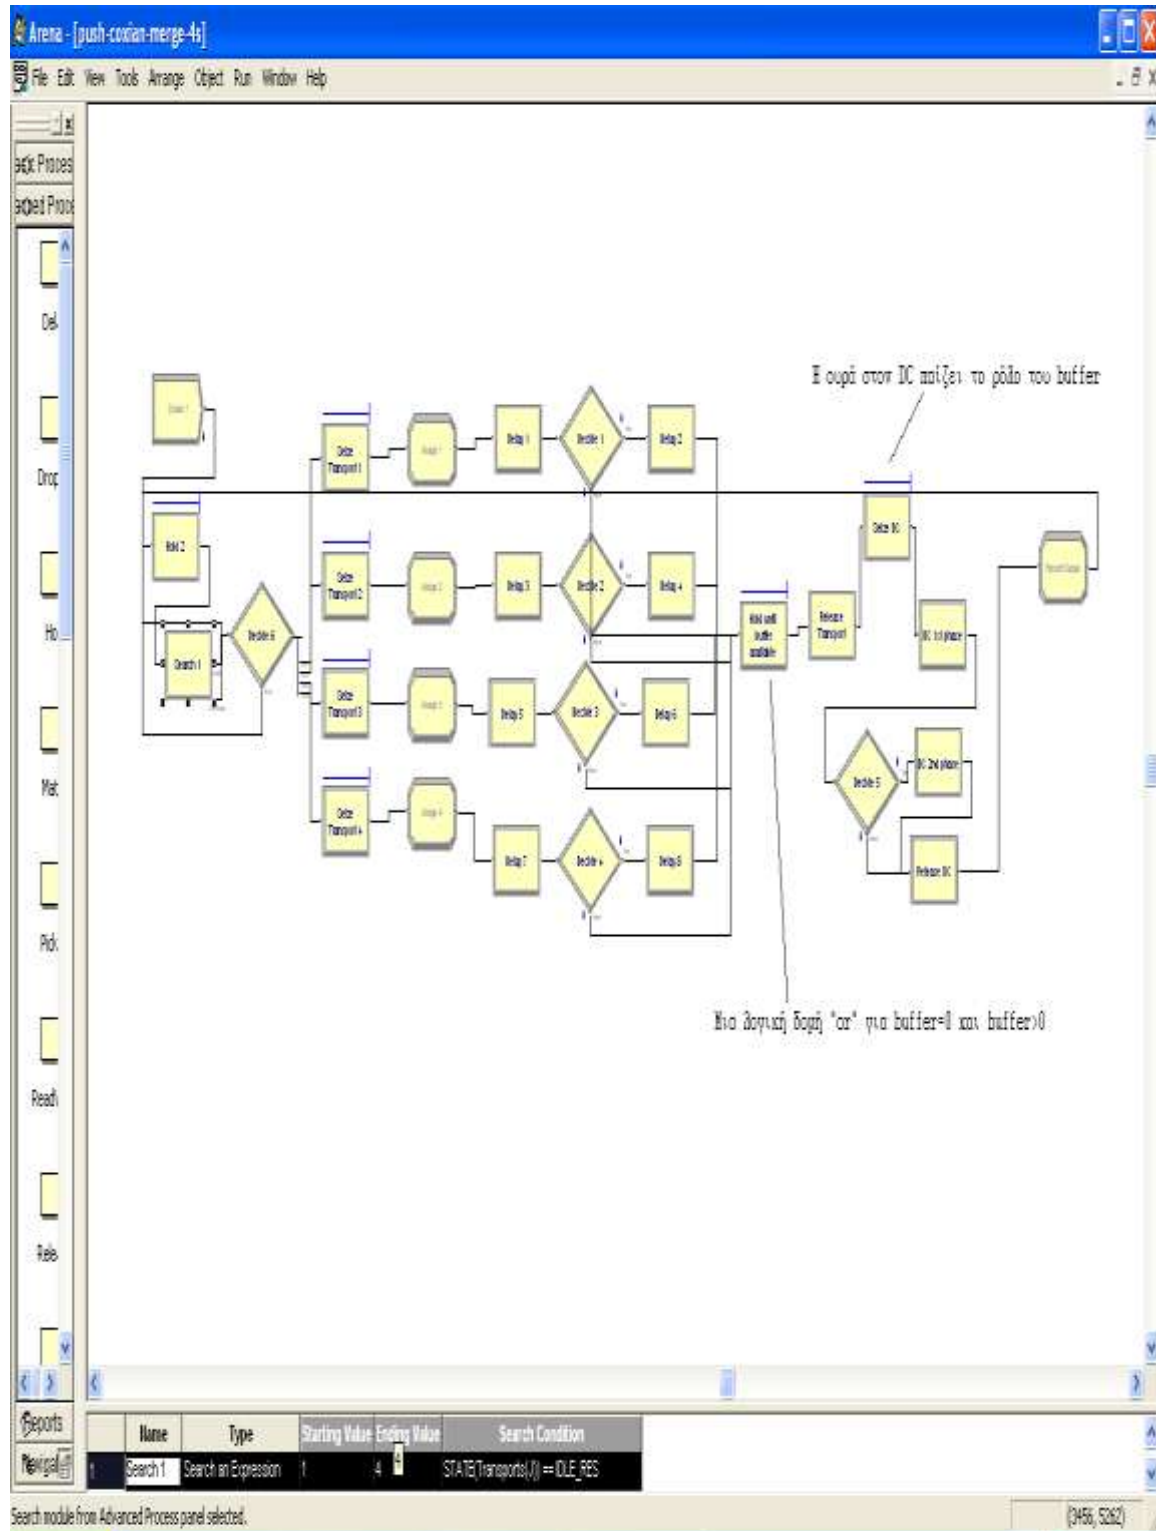 Arena - [push-coxian-merge-4s]
File Edit View Tools Arrange Object Run Window Help
Η ουρά στον DC παίζει το ρόλο του buffer
Seize
Transport 1
Delay 1
Decide 1
Delay 2
Hold 2
Seize DC
Seize
Transport 2
Delay 3
Decide 2
Delay 4
Search 1
Decide 6
Hold until
buffer
available
Release
Transport
DC 1st phase
Seize
Transport 3
Delay 5
Decide 3
Delay 6
Decide 5
DC 2nd phase
Seize
Transport 4
Delay 7
Decide 4
Delay 8
Release DC
Μια λογική δομή "or" για buffer=0 και buffer>0
Reports
Name Type Starting Value Ending Value Search Condition
1 Search 1 Search an Expression 1 4 STATE(Transports(J)) == IDLE_RES
4
Search module from Advanced Process panel selected.
(3456, 5262)